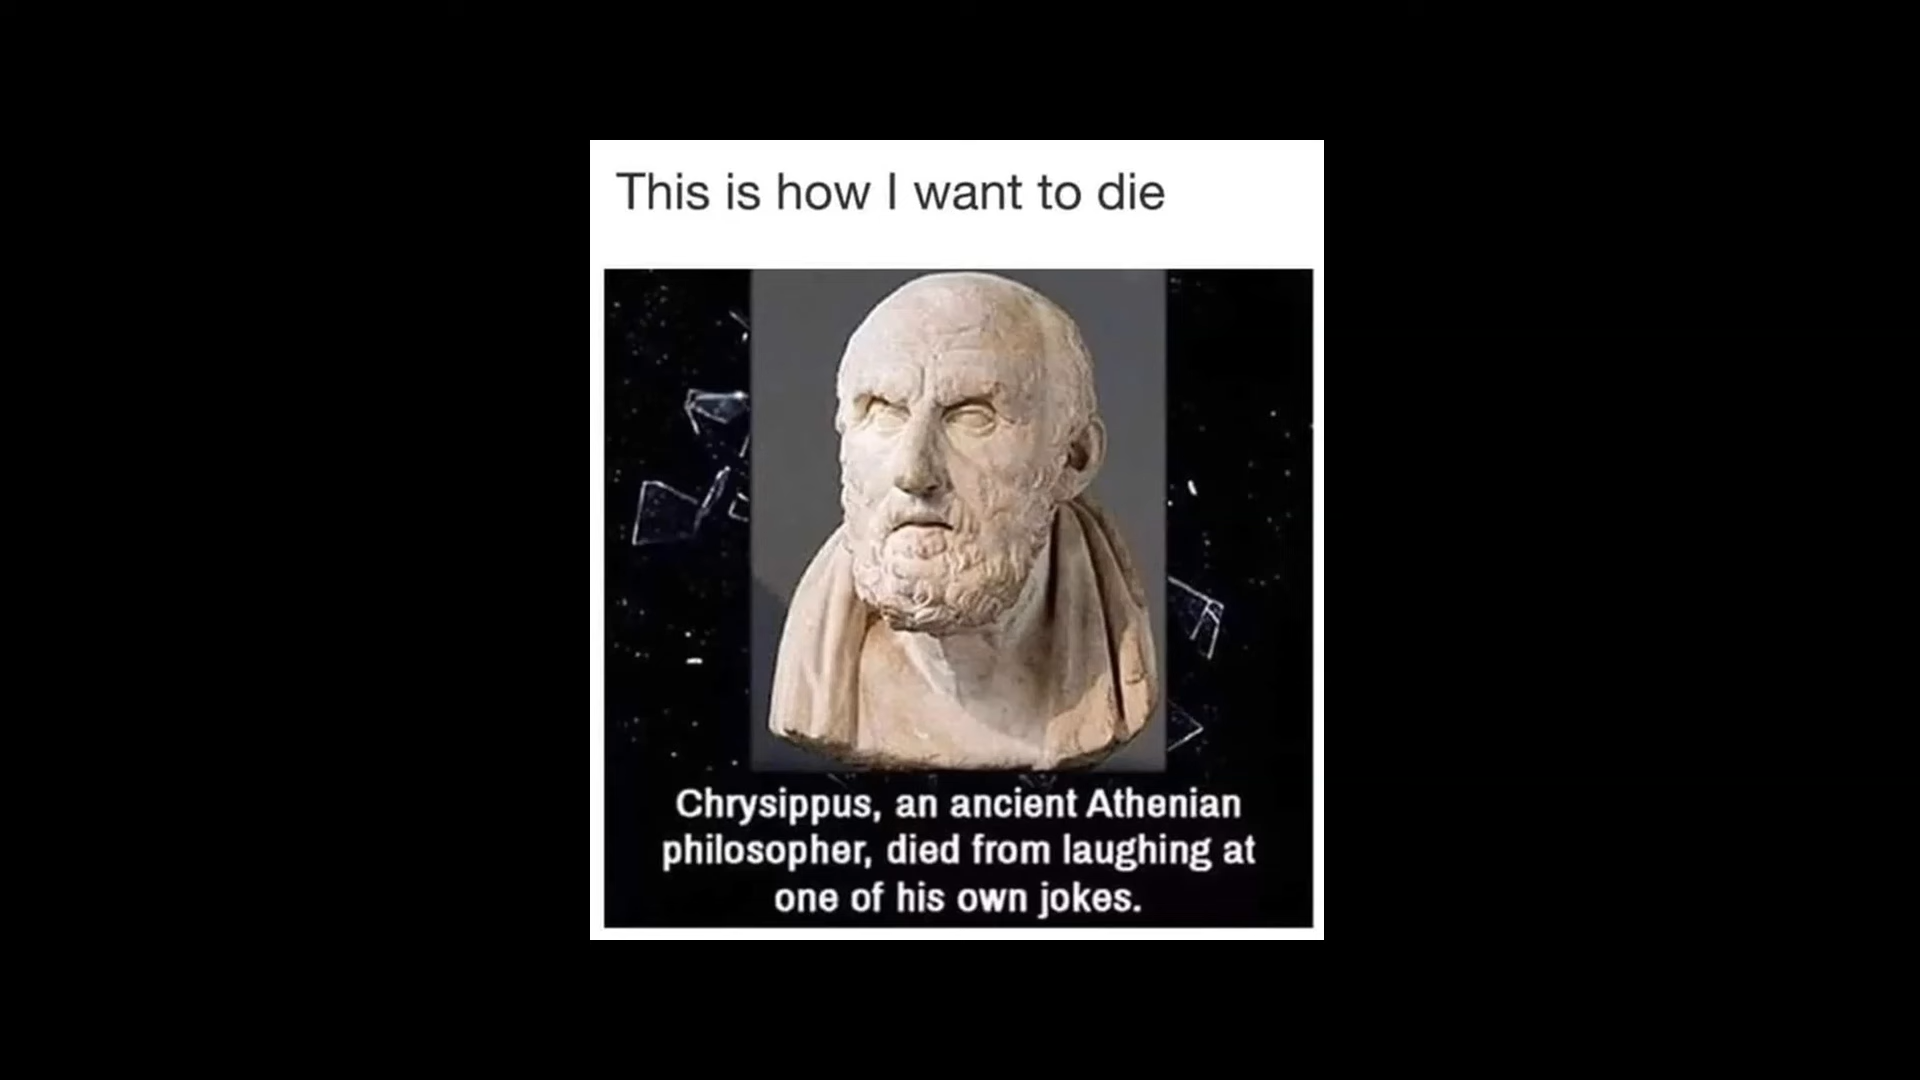 This is how I want to die
Chrysippus, an ancient Athenian
philosopher, died from laughing at
one of his own jokes.